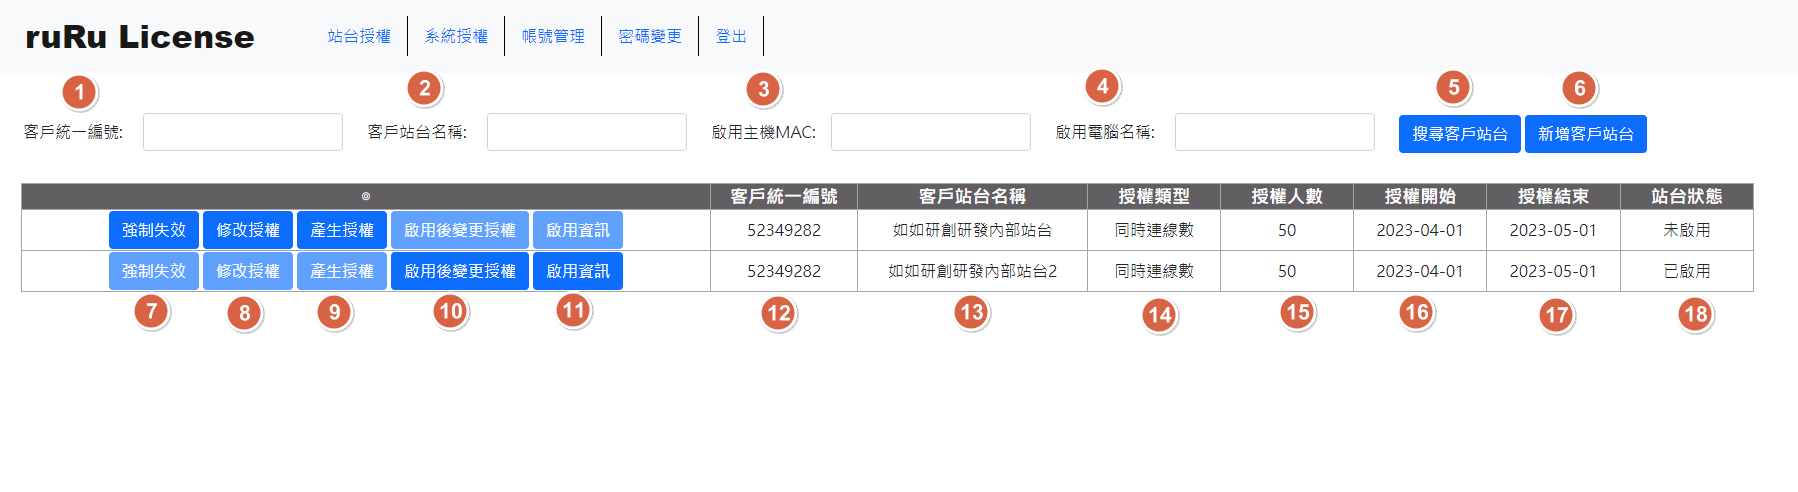 ruRu License 站台授權 系統授權 帳號管理 密碼變更 登出
1 2 3 4 5 6
客戶統一編號: 客戶站台名稱: 啟用主機MAC: 啟用電腦名稱: 搜尋客戶站台 新增客戶站台
◎ 客戶統一編號 客戶站台名稱 授權類型 授權人數 授權開始 授權結束 站台狀態
強制失效 修改授權 產生授權 啟用後變更授權 啟用資訊 52349282 如如研創研發內部站台 同時連線數 50 2023-04-01 2023-05-01 未啟用
強制失效 修改授權 產生授權 啟用後變更授權 啟用資訊 52349282 如如研創研發內部站台2 同時連線數 50 2023-04-01 2023-05-01 已啟用
7 8 9 10 11 12 13 14 15 16 17 18